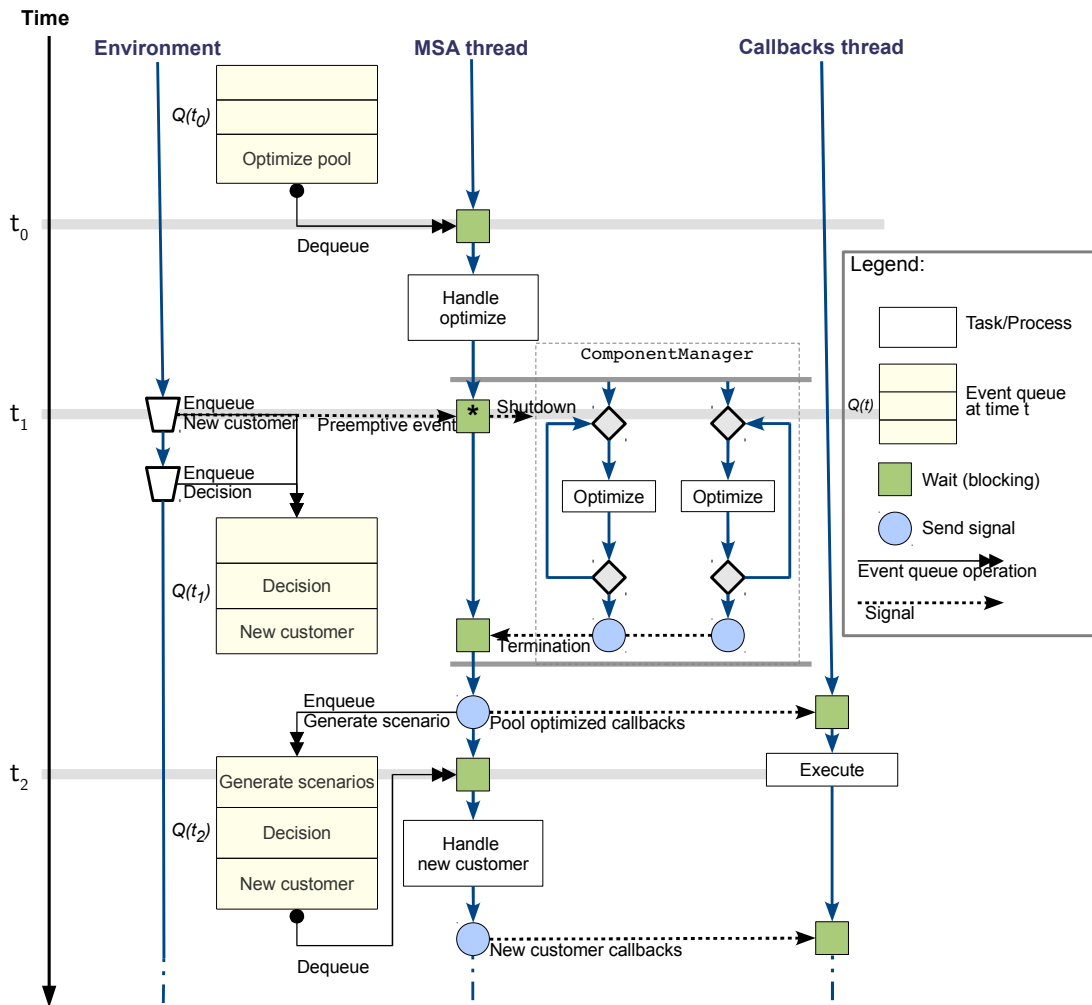 Time
Environment
MSA thread
Callbacks thread
Q(t0)
Optimize pool
t0
Dequeue
Handle
optimize
Legend:
Task/Process
Q(t)
Event queue
at time t
Wait (blocking)
Send signal
Event queue operation
Signal
ComponentManager
t1
Enqueue
New customer
Preemptive event
*
Shutdown
Enqueue
Decision
Optimize
Optimize
Q(t1)
Decision
New customer
Termination
Enqueue
Generate scenario
Pool optimized callbacks
t2
Generate scenarios
Execute
Q(t2)
Decision
Handle
new customer
New customer
Dequeue
New customer callbacks